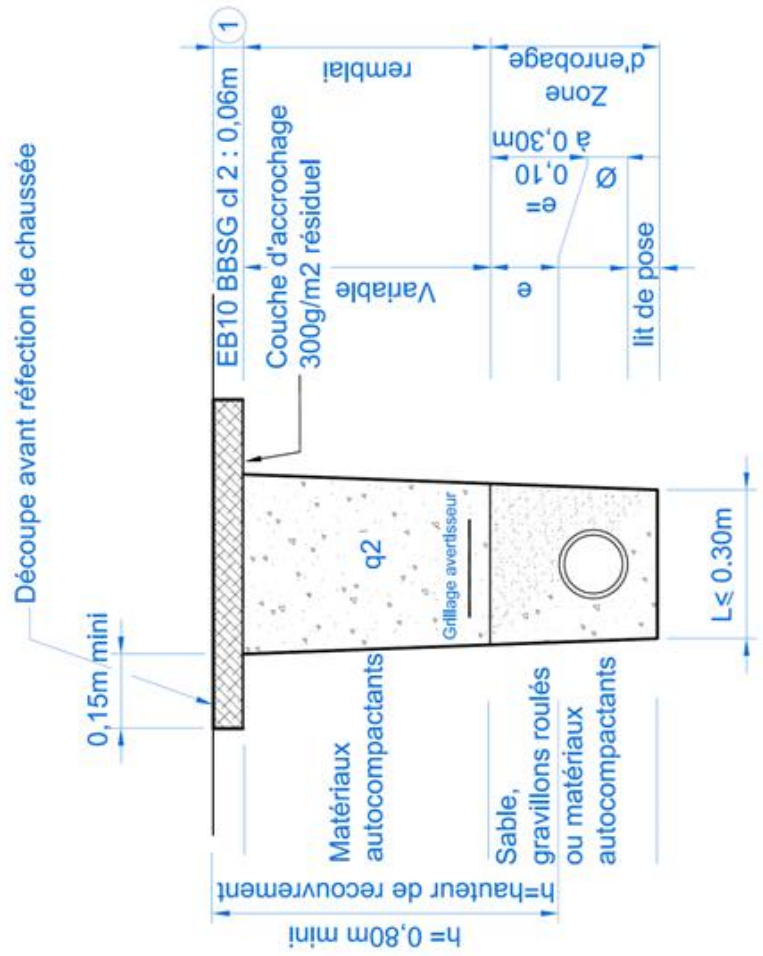 Découpe avant réfection de chaussée
0,15m mini
EB10 BBSG cl 2 : 0,06m
1
Couche d'accrochage
300g/m2 résiduel
h= 0,80m mini
h=hauteur de recouvrement
Matériaux
autocompactants
q2
Grillage avertisseur
Variable
remblai
Sable,
gravillons roulés
ou matériaux
autocompactants
e
e=
0,10
à 0,30m
Ø
Zone
d'enrobage
lit de pose
L≤ 0.30m